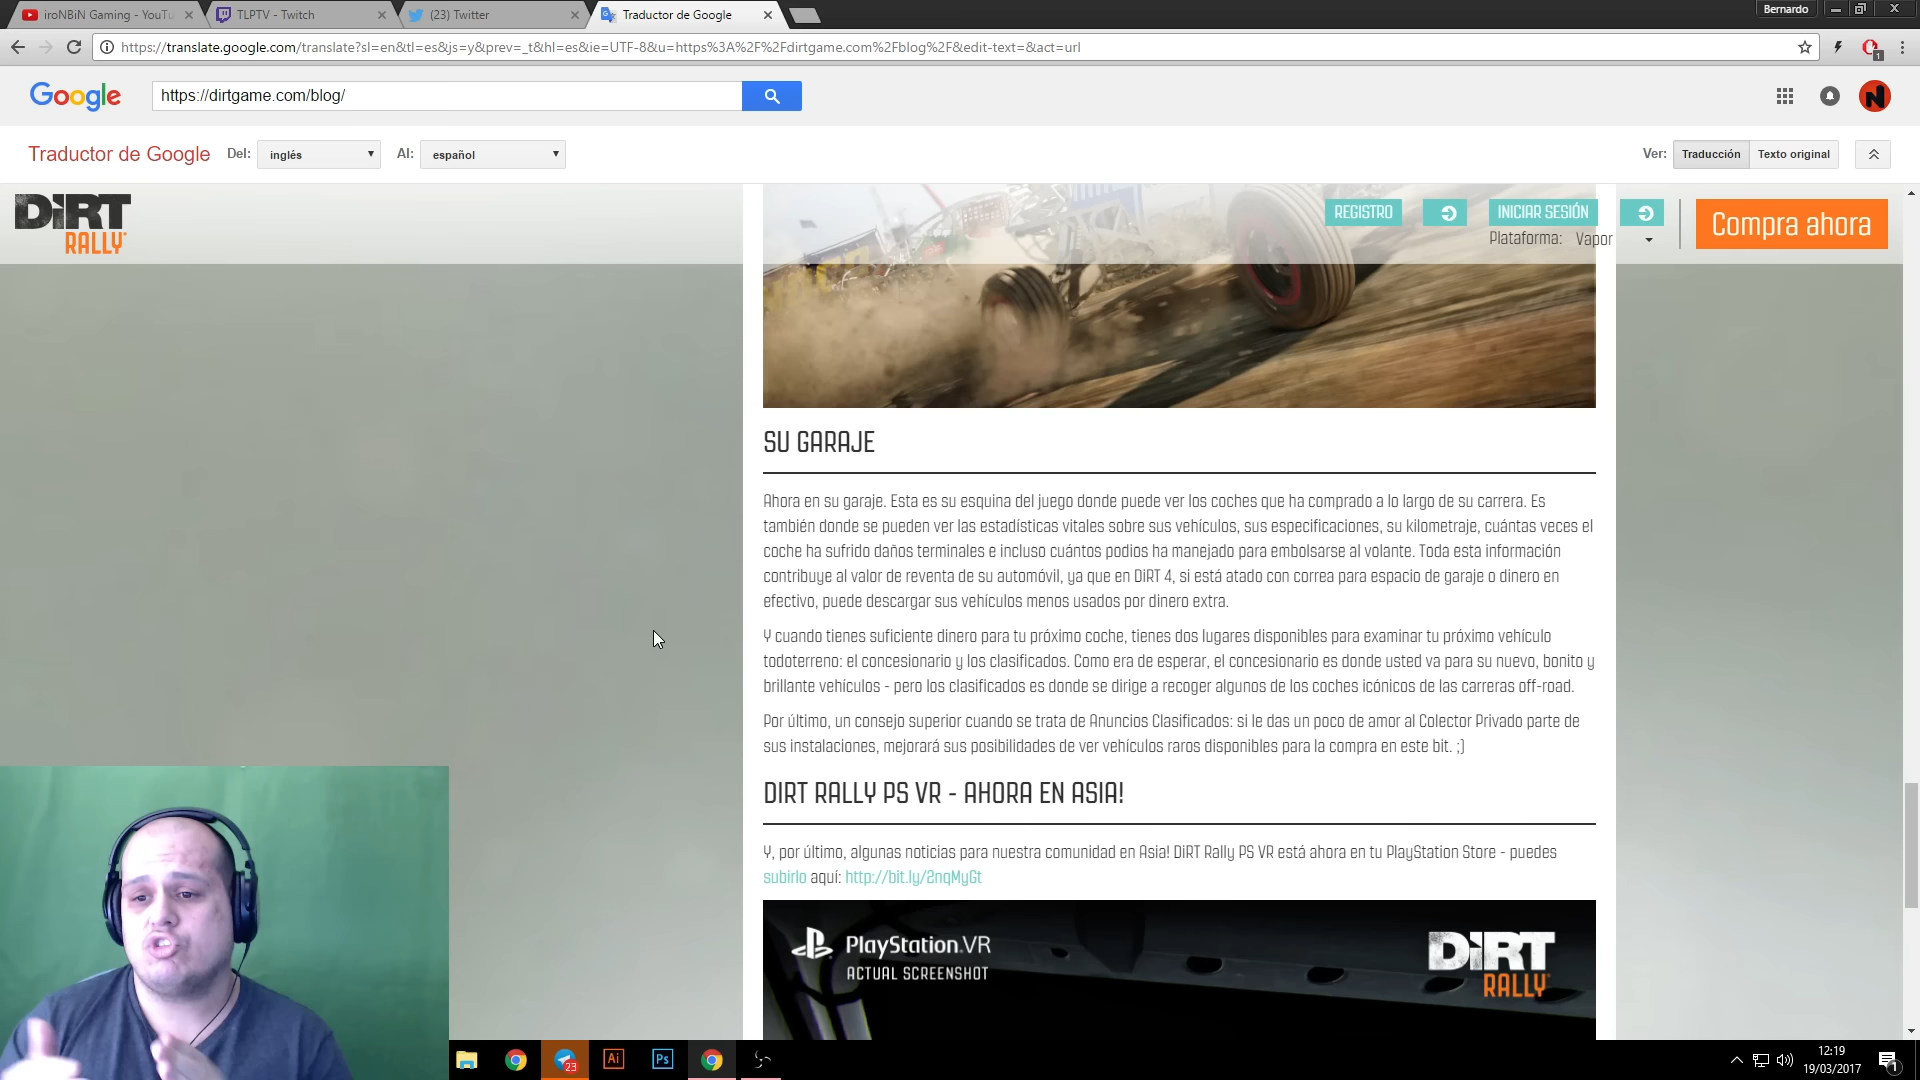 iroNBiN Gaming - YouTu
TLPTV - Twitch
(23) Twitter
Traductor de Google
Bernardo
https://translate.google.com/translate?sl=en&tl=es&js=y&prev=_t&hl=es&ie=UTF-8&u=https%3A%2F%2Fdirtgame.com%2Fblog%2F&edit-text=&act=url
1
Google
https://dirtgame.com/blog/
Traductor de Google
Del:
inglés
Al:
español
Ver:
Traducción
Texto original
DiRT
RALLY
REGISTRO
INICIAR SESIÓN
Plataforma: Vapor
Compra ahora
SU GARAJE
Ahora en su garaje. Esta es su esquina del juego donde puede ver los coches que ha comprado a lo largo de su carrera. Es
también donde se pueden ver las estadísticas vitales sobre sus vehículos, sus especificaciones, su kilometraje, cuántas veces el
coche ha sufrido daños terminales e incluso cuántos podios ha manejado para embolsarse al volante. Toda esta información
contribuye al valor de reventa de su automóvil, ya que en DiRT 4, si está atado con correa para espacio de garaje o dinero en
efectivo, puede descargar sus vehículos menos usados por dinero extra.
Y cuando tienes suficiente dinero para tu próximo coche, tienes dos lugares disponibles para examinar tu próximo vehículo
todoterreno: el concesionario y los clasificados. Como era de esperar, el concesionario es donde usted va para su nuevo, bonito y
brillante vehículos - pero los clasificados es donde se dirige a recoger algunos de los coches icónicos de las carreras off-road.
Por último, un consejo superior cuando se trata de Anuncios Clasificados: si le das un poco de amor al Colector Privado parte de
sus instalaciones, mejorará sus posibilidades de ver vehículos raros disponibles para la compra en este bit. ;)
DIRT RALLY PS VR - AHORA EN ASIA!
Y, por último, algunas noticias para nuestra comunidad en Asia! DiRT Rally PS VR está ahora en tu PlayStation Store - puedes
subirlo aquí: http://bit.ly/2nqMyGt
PlayStation.VR
ACTUAL SCREENSHOT
DiRT
RALLY
23
Ai
Ps
12:19
19/03/2017
1